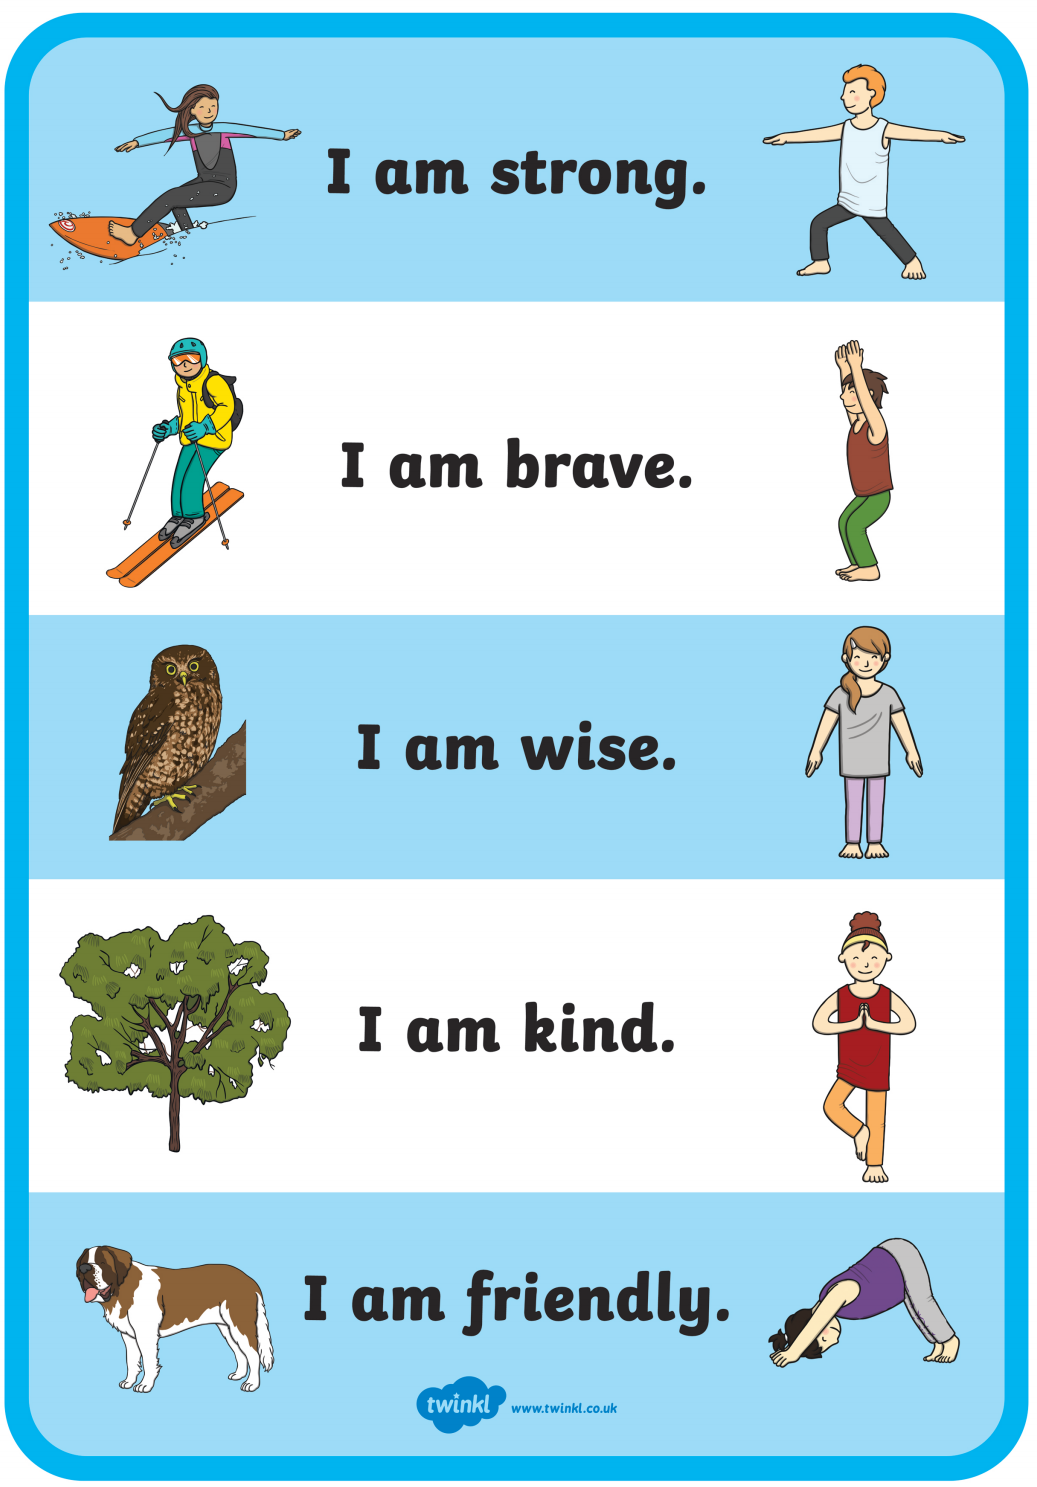 I am strong.
I am brave.
I am wise.
I am kind.
I am friendly.
twinkl www.twinkl.co.uk